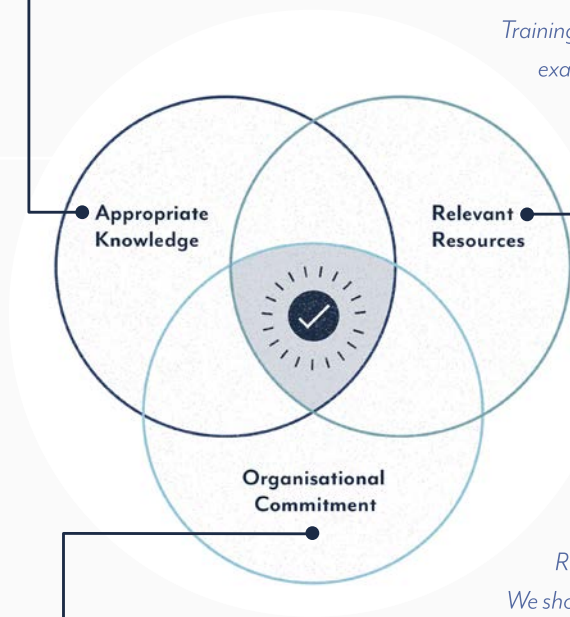 Training
exa
Appropriate
Knowledge
Relevant
Resources
Organisational
Commitment
R
We sho